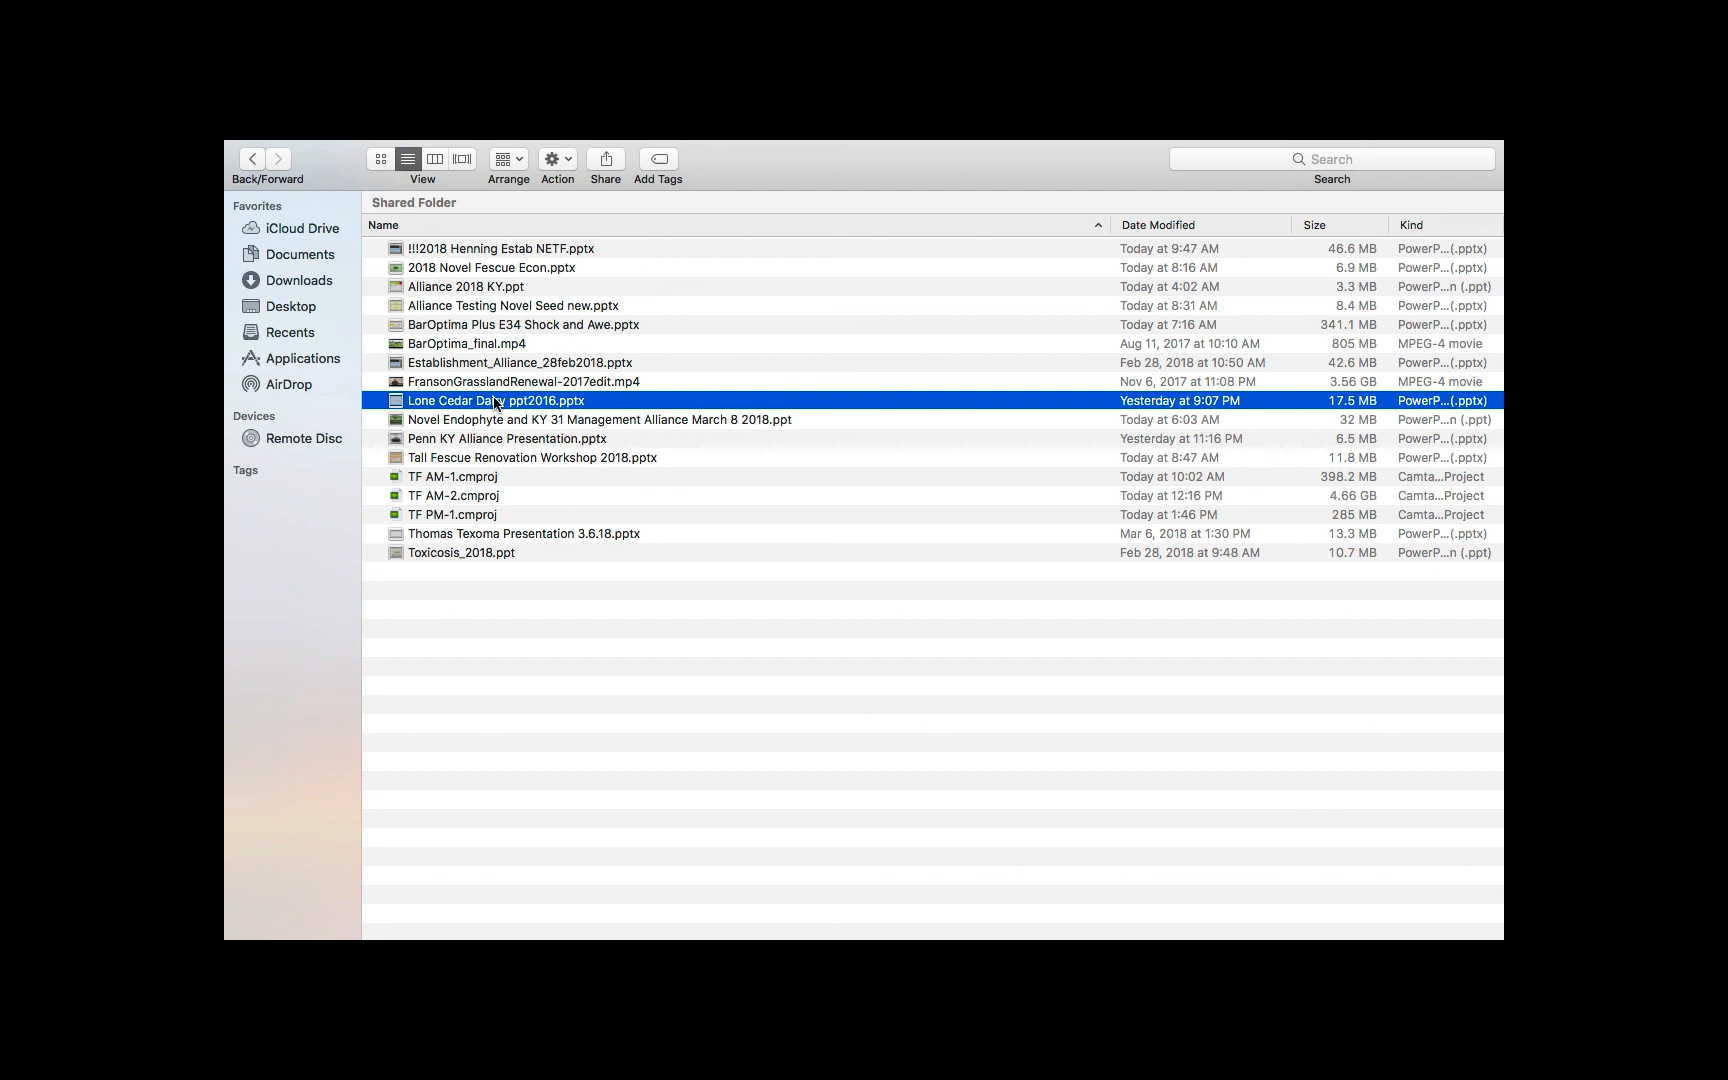 Back/Forward View Arrange Action Share Add Tags Search
Search
Favorites
iCloud Drive
Documents
Downloads
Desktop
Recents
Applications
AirDrop
Devices
Remote Disc
Tags
Shared Folder
Name Date Modified Size Kind
!!!2018 Henning Estab NETF.pptx Today at 9:47 AM 46.6 MB PowerP...(.pptx)
2018 Novel Fescue Econ.pptx Today at 8:16 AM 6.9 MB PowerP...(.pptx)
Alliance 2018 KY.ppt Today at 4:02 AM 3.3 MB PowerP...n (.ppt)
Alliance Testing Novel Seed new.pptx Today at 8:31 AM 8.4 MB PowerP...(.pptx)
BarOptima Plus E34 Shock and Awe.pptx Today at 7:16 AM 341.1 MB PowerP...(.pptx)
BarOptima_final.mp4 Aug 11, 2017 at 10:10 AM 805 MB MPEG-4 movie
Establishment_Alliance_28feb2018.pptx Feb 28, 2018 at 10:50 AM 42.6 MB PowerP...(.pptx)
FransonGrasslandRenewal-2017edit.mp4 Nov 6, 2017 at 11:08 PM 3.56 GB MPEG-4 movie
Lone Cedar Dairy ppt2016.pptx Yesterday at 9:07 PM 17.5 MB PowerP...(.pptx)
Novel Endophyte and KY 31 Management Alliance March 8 2018.ppt Today at 6:03 AM 32 MB PowerP...n (.ppt)
Penn KY Alliance Presentation.pptx Yesterday at 11:16 PM 6.5 MB PowerP...(.pptx)
Tall Fescue Renovation Workshop 2018.pptx Today at 8:47 AM 11.8 MB PowerP...(.pptx)
TF AM-1.cmproj Today at 10:02 AM 398.2 MB Camta...Project
TF AM-2.cmproj Today at 12:16 PM 4.66 GB Camta...Project
TF PM-1.cmproj Today at 1:46 PM 285 MB Camta...Project
Thomas Texoma Presentation 3.6.18.pptx Mar 6, 2018 at 1:30 PM 13.3 MB PowerP...(.pptx)
Toxicosis_2018.ppt Feb 28, 2018 at 9:48 AM 10.7 MB PowerP...n (.ppt)